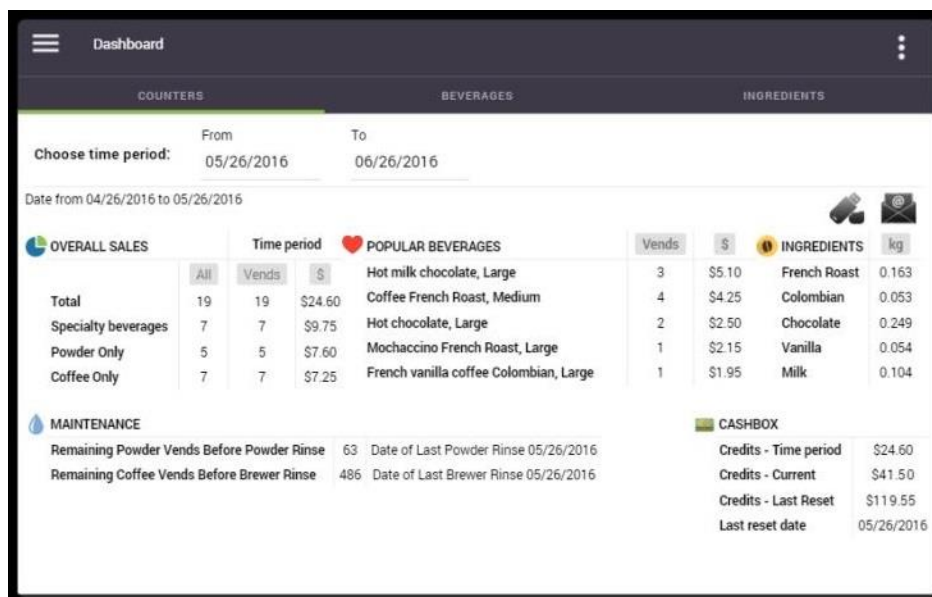 Dashboard
COUNTERS BEVERAGES INGREDIENTS
From To
Choose time period: 05/26/2016 06/26/2016
Date from 04/26/2016 to 05/26/2016
OVERALL SALES Time period
All Vends $
Total 19 19 $24.60
Specialty beverages 7 7 $9.75
Powder Only 5 5 $7.60
Coffee Only 7 7 $7.25
POPULAR BEVERAGES Vends $
Hot milk chocolate, Large 3 $5.10
Coffee French Roast, Medium 4 $4.25
Hot chocolate, Large 2 $2.50
Mochaccino French Roast, Large 1 $2.15
French vanilla coffee Colombian, Large 1 $1.95
INGREDIENTS kg
French Roast 0.163
Colombian 0.053
Chocolate 0.249
Vanilla 0.054
Milk 0.104
MAINTENANCE
Remaining Powder Vends Before Powder Rinse 63 Date of Last Powder Rinse 05/26/2016
Remaining Coffee Vends Before Brewer Rinse 486 Date of Last Brewer Rinse 05/26/2016
CASHBOX
Credits - Time period $24.60
Credits - Current $41.50
Credits - Last Reset $119.55
Last reset date 05/26/2016